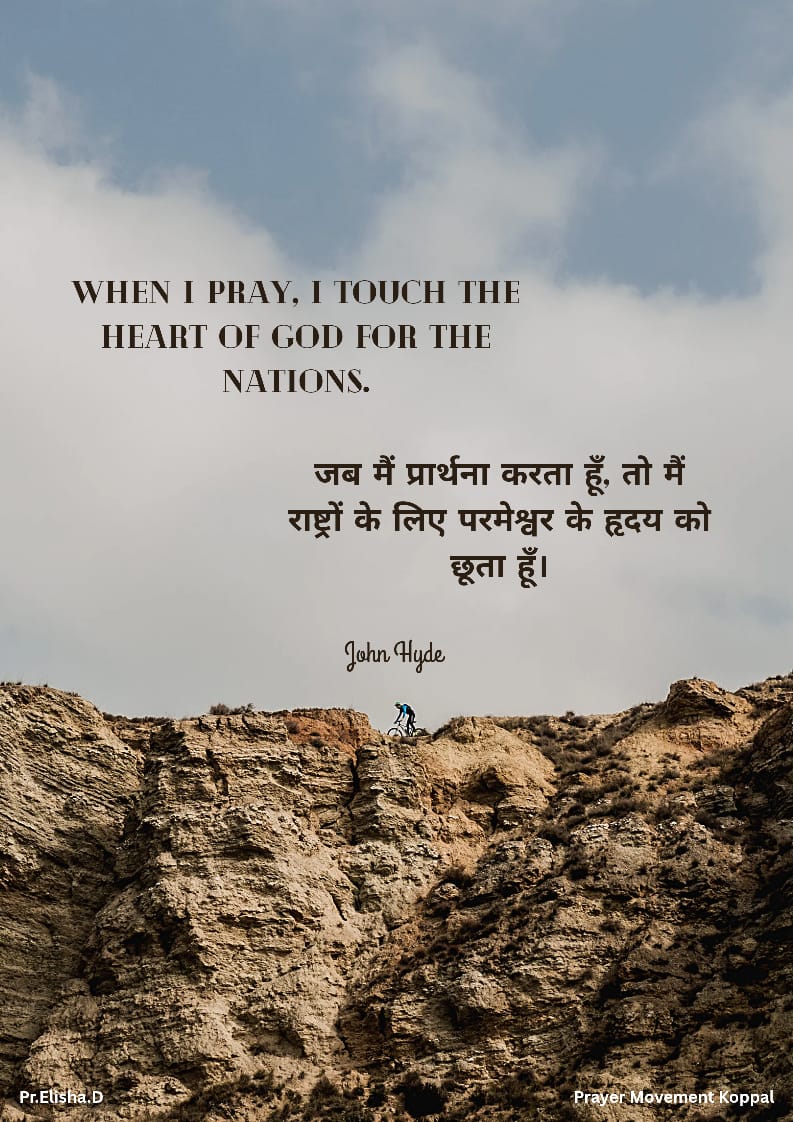 WHEN I PRAY, I TOUCH THE
HEART OF GOD FOR THE
NATIONS.
जब मैं प्रार्थना करता हूँ, तो मैं
राष्ट्रों के लिए परमेश्वर के हृदय को
छूता हूँ।
John Hyde
Pr.Elisha.D
Prayer Movement Koppal